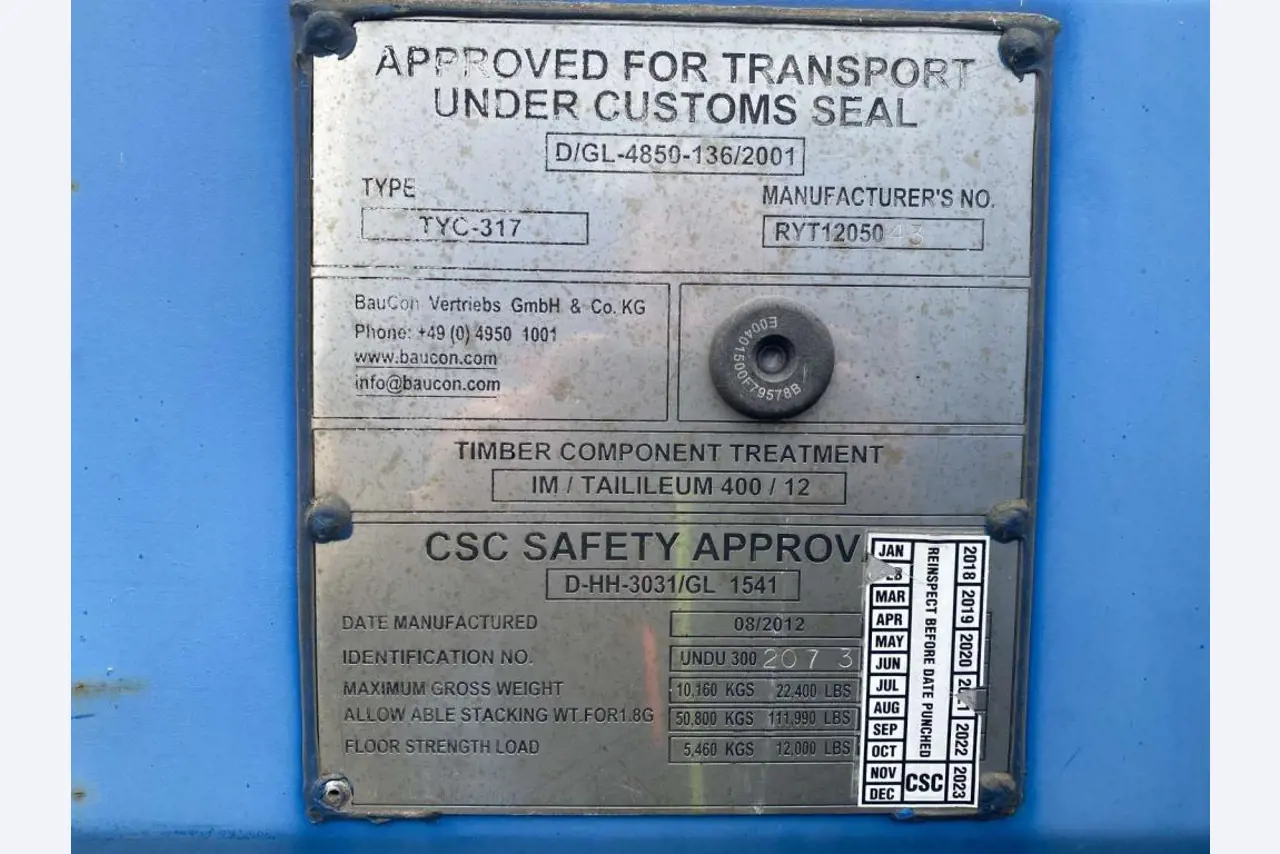 APPROVED FOR TRANSPORT
UNDER CUSTOMS SEAL
D/GL-4850-136/2001
TYPE
MANUFACTURER'S NO.
TYC-317
RYT1205043
BauCon Vertriebs GmbH & Co. KG
Phone: +49 (0) 4950 1001
www.baucon.com
info@baucon.com
E00401500F79578B
TIMBER COMPONENT TREATMENT
IM / TAILILEUM 400 / 12
CSC SAFETY APPROV
D-HH-3031/GL 1541
DATE MANUFACTURED 08/2012
IDENTIFICATION NO. UNDU 300 207 3
MAXIMUM GROSS WEIGHT 10,160 KGS 22,400 LBS
ALLOW ABLE STACKING WT.FOR1.8G 50,800 KGS 111,990 LBS
FLOOR STRENGTH LOAD 5,460 KGS 12,000 LBS
JAN
MAR
APR
MAY
JUN
JUL
AUG
SEP
OCT
NOV
DEC
REINSPECT BEFORE DATE PUNCHED
CSC
2018 2019 2020 2022 2023